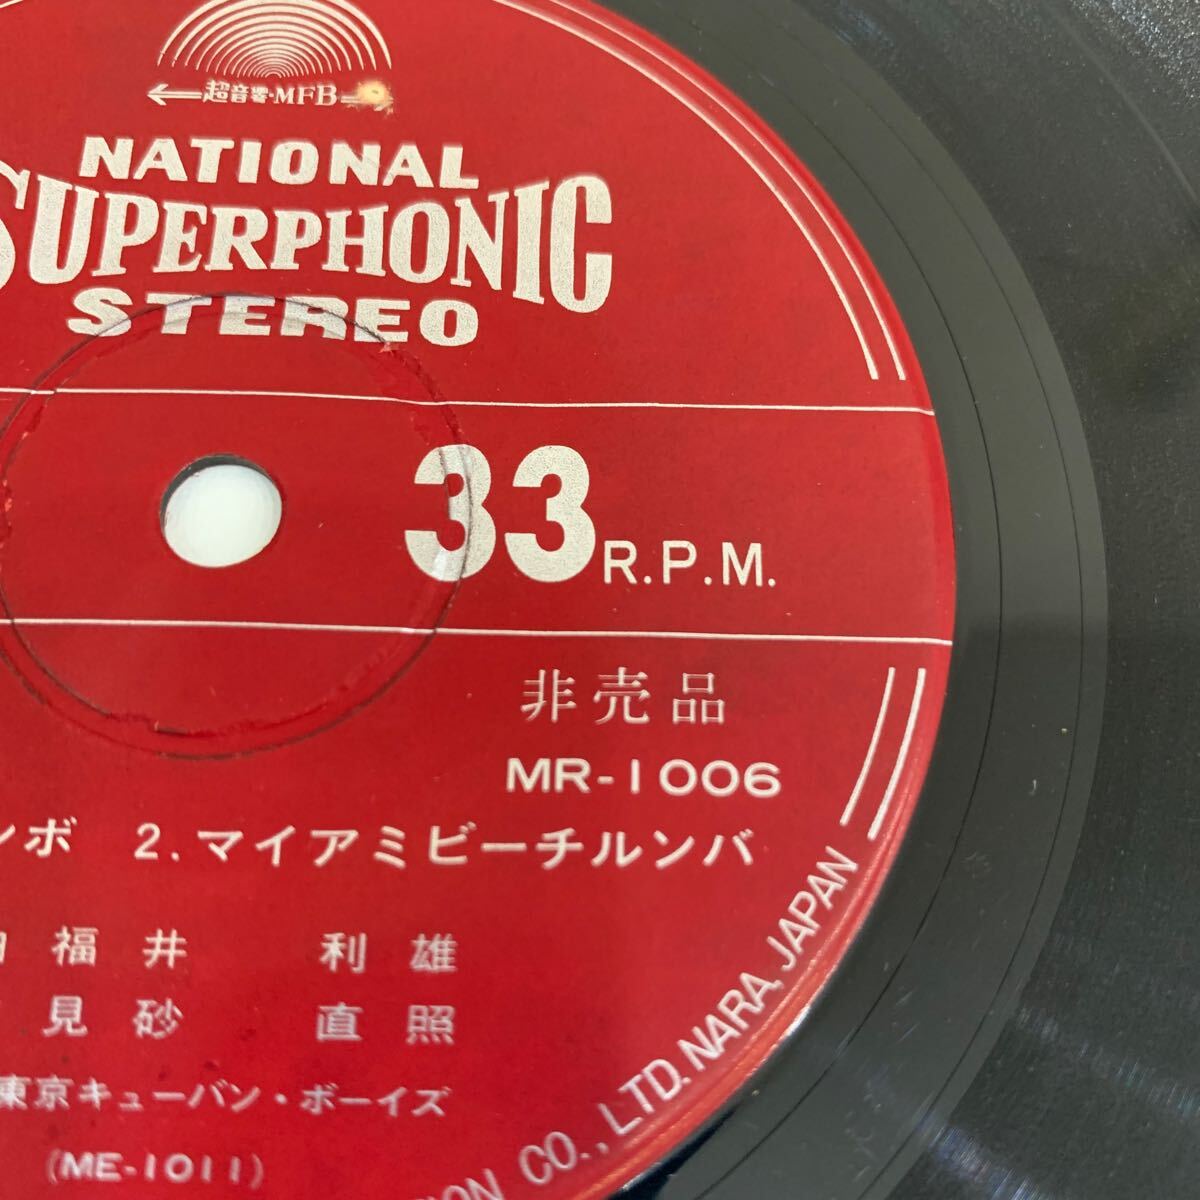 超音響・MFB
NATIONAL
SUPERPHONIC
STEREO
33 R.P.M.
非売品
MR-1006
ンボ 2. マイアミビーチルンバ
福井 利雄
見砂 直照
東京キューバン・ボーイズ
(ME-1011)
CO., LTD. NARA, JAPAN